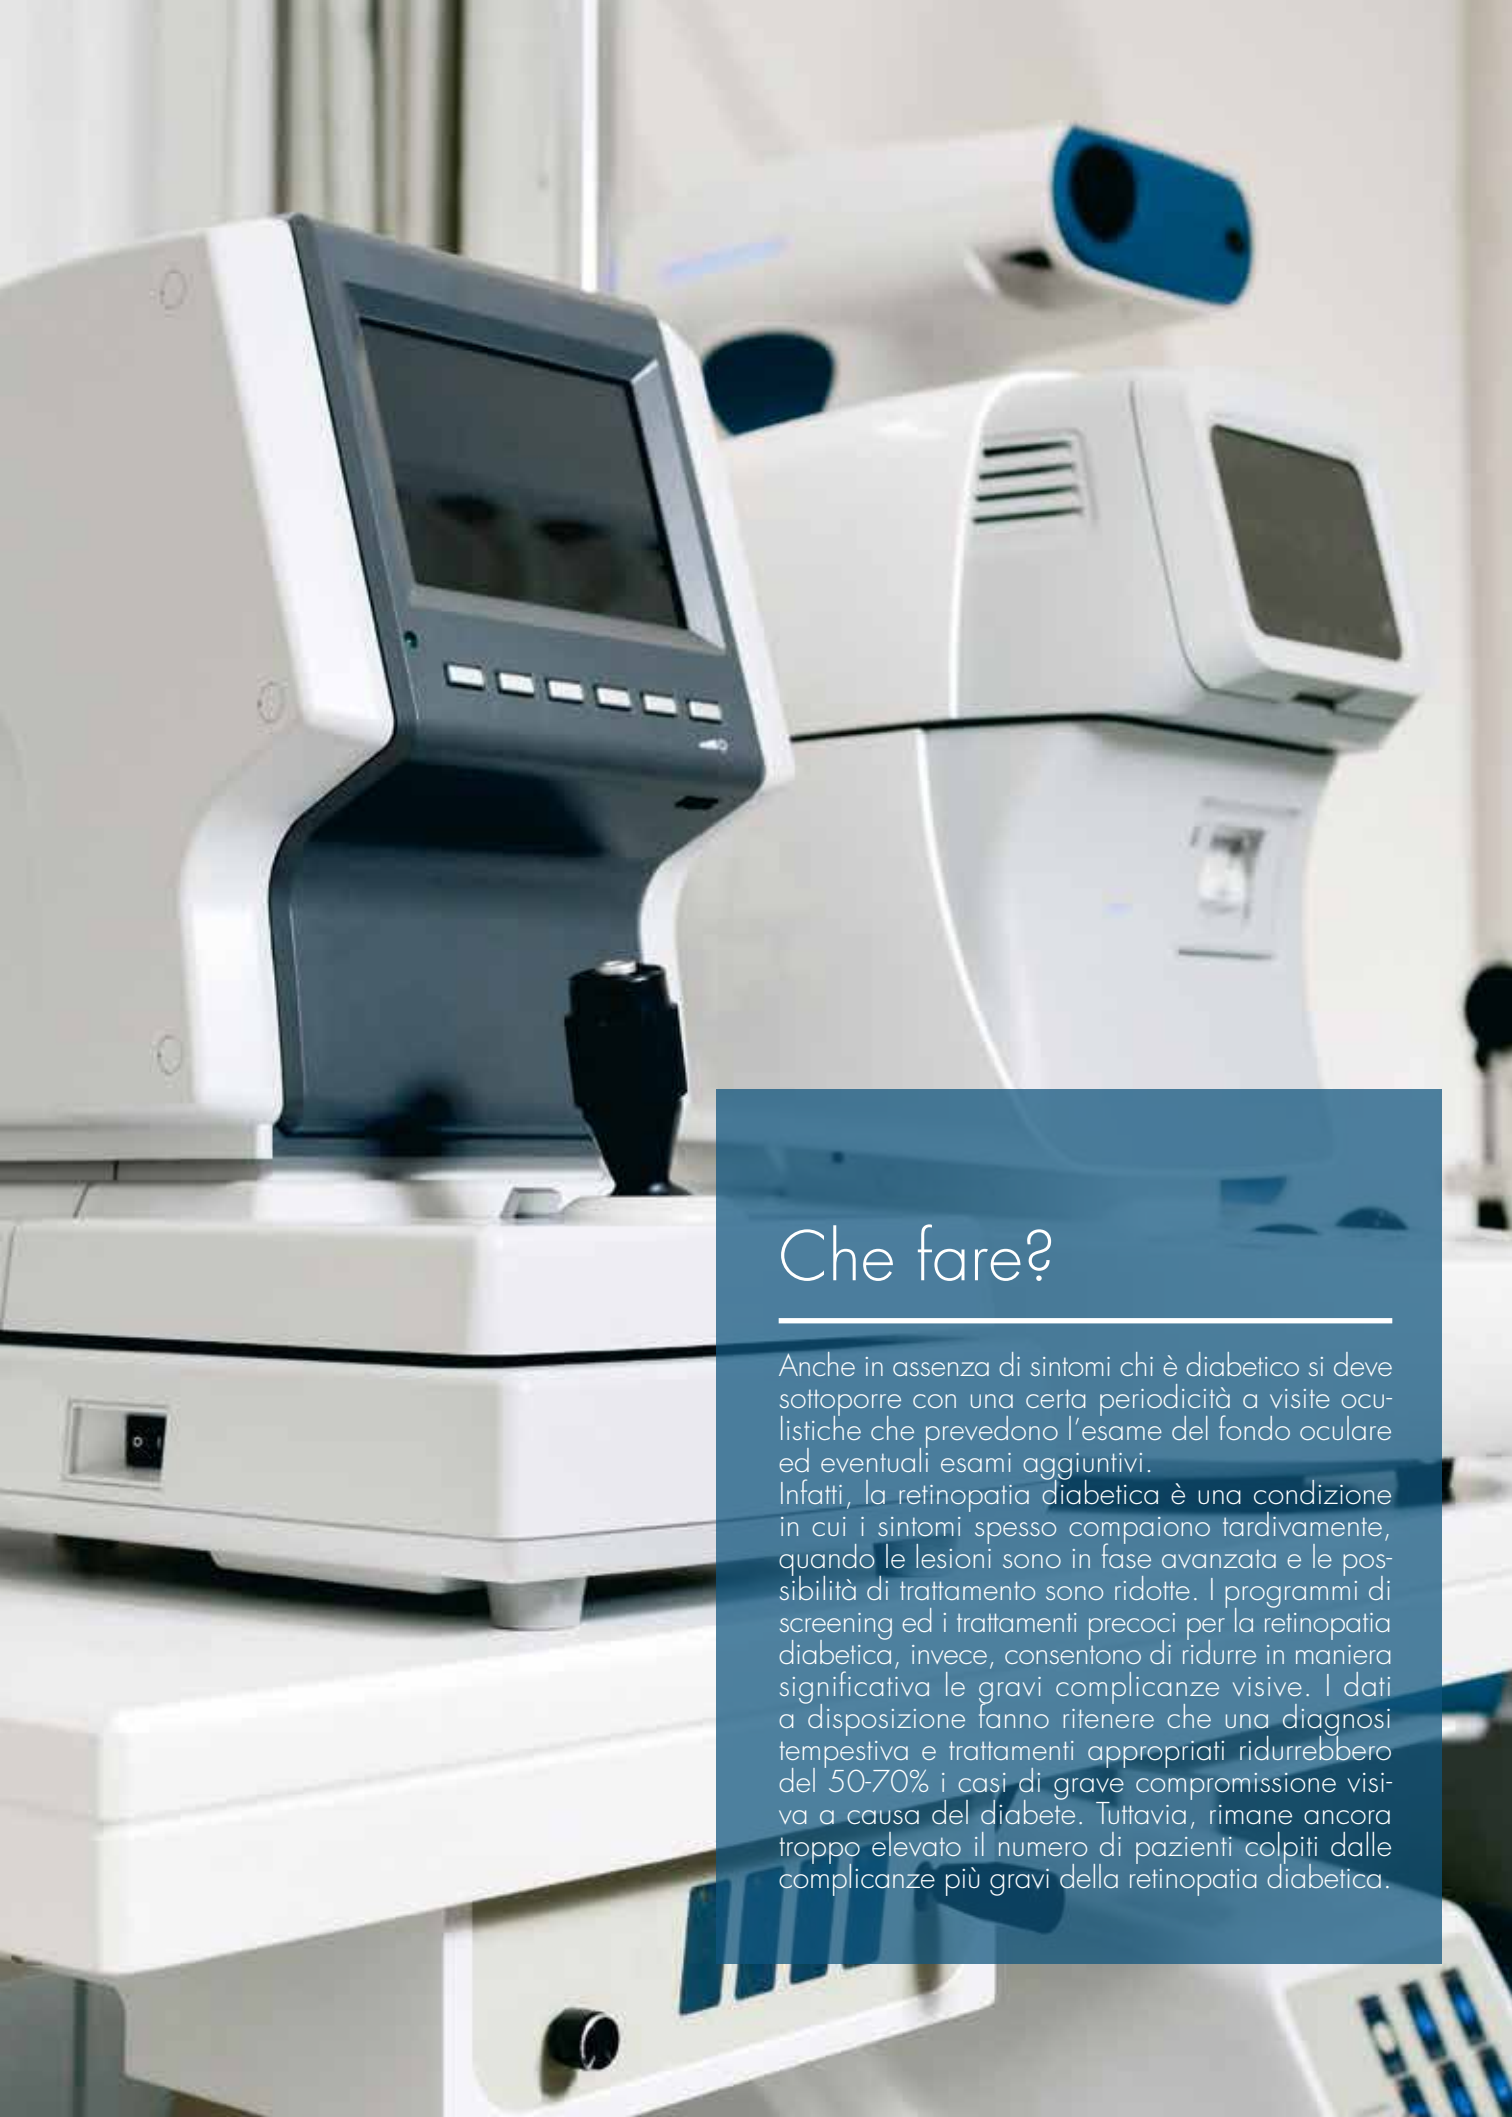 Che fare?
Anche in assenza di sintomi chi è diabetico si deve
sottoporre con una certa periodicità a visite ocu-
listiche che prevedono l'esame del fondo oculare
ed eventuali esami aggiuntivi.
Infatti, la retinopatia diabetica è una condizione
in cui i sintomi spesso compaiono tardivamente,
quando le lesioni sono in fase avanzata e le pos-
sibilità di trattamento sono ridotte. I programmi di
screening ed i trattamenti precoci per la retinopatia
diabetica, invece, consentono di ridurre in maniera
significativa le gravi complicanze visive. I dati
a disposizione fanno ritenere che una diagnosi
tempestiva e trattamenti appropriati ridurrebbero
del 50-70% i casi di grave compromissione visi-
va a causa del diabete. Tuttavia, rimane ancora
troppo elevato il numero di pazienti colpiti dalle
complicanze più gravi della retinopatia diabetica.